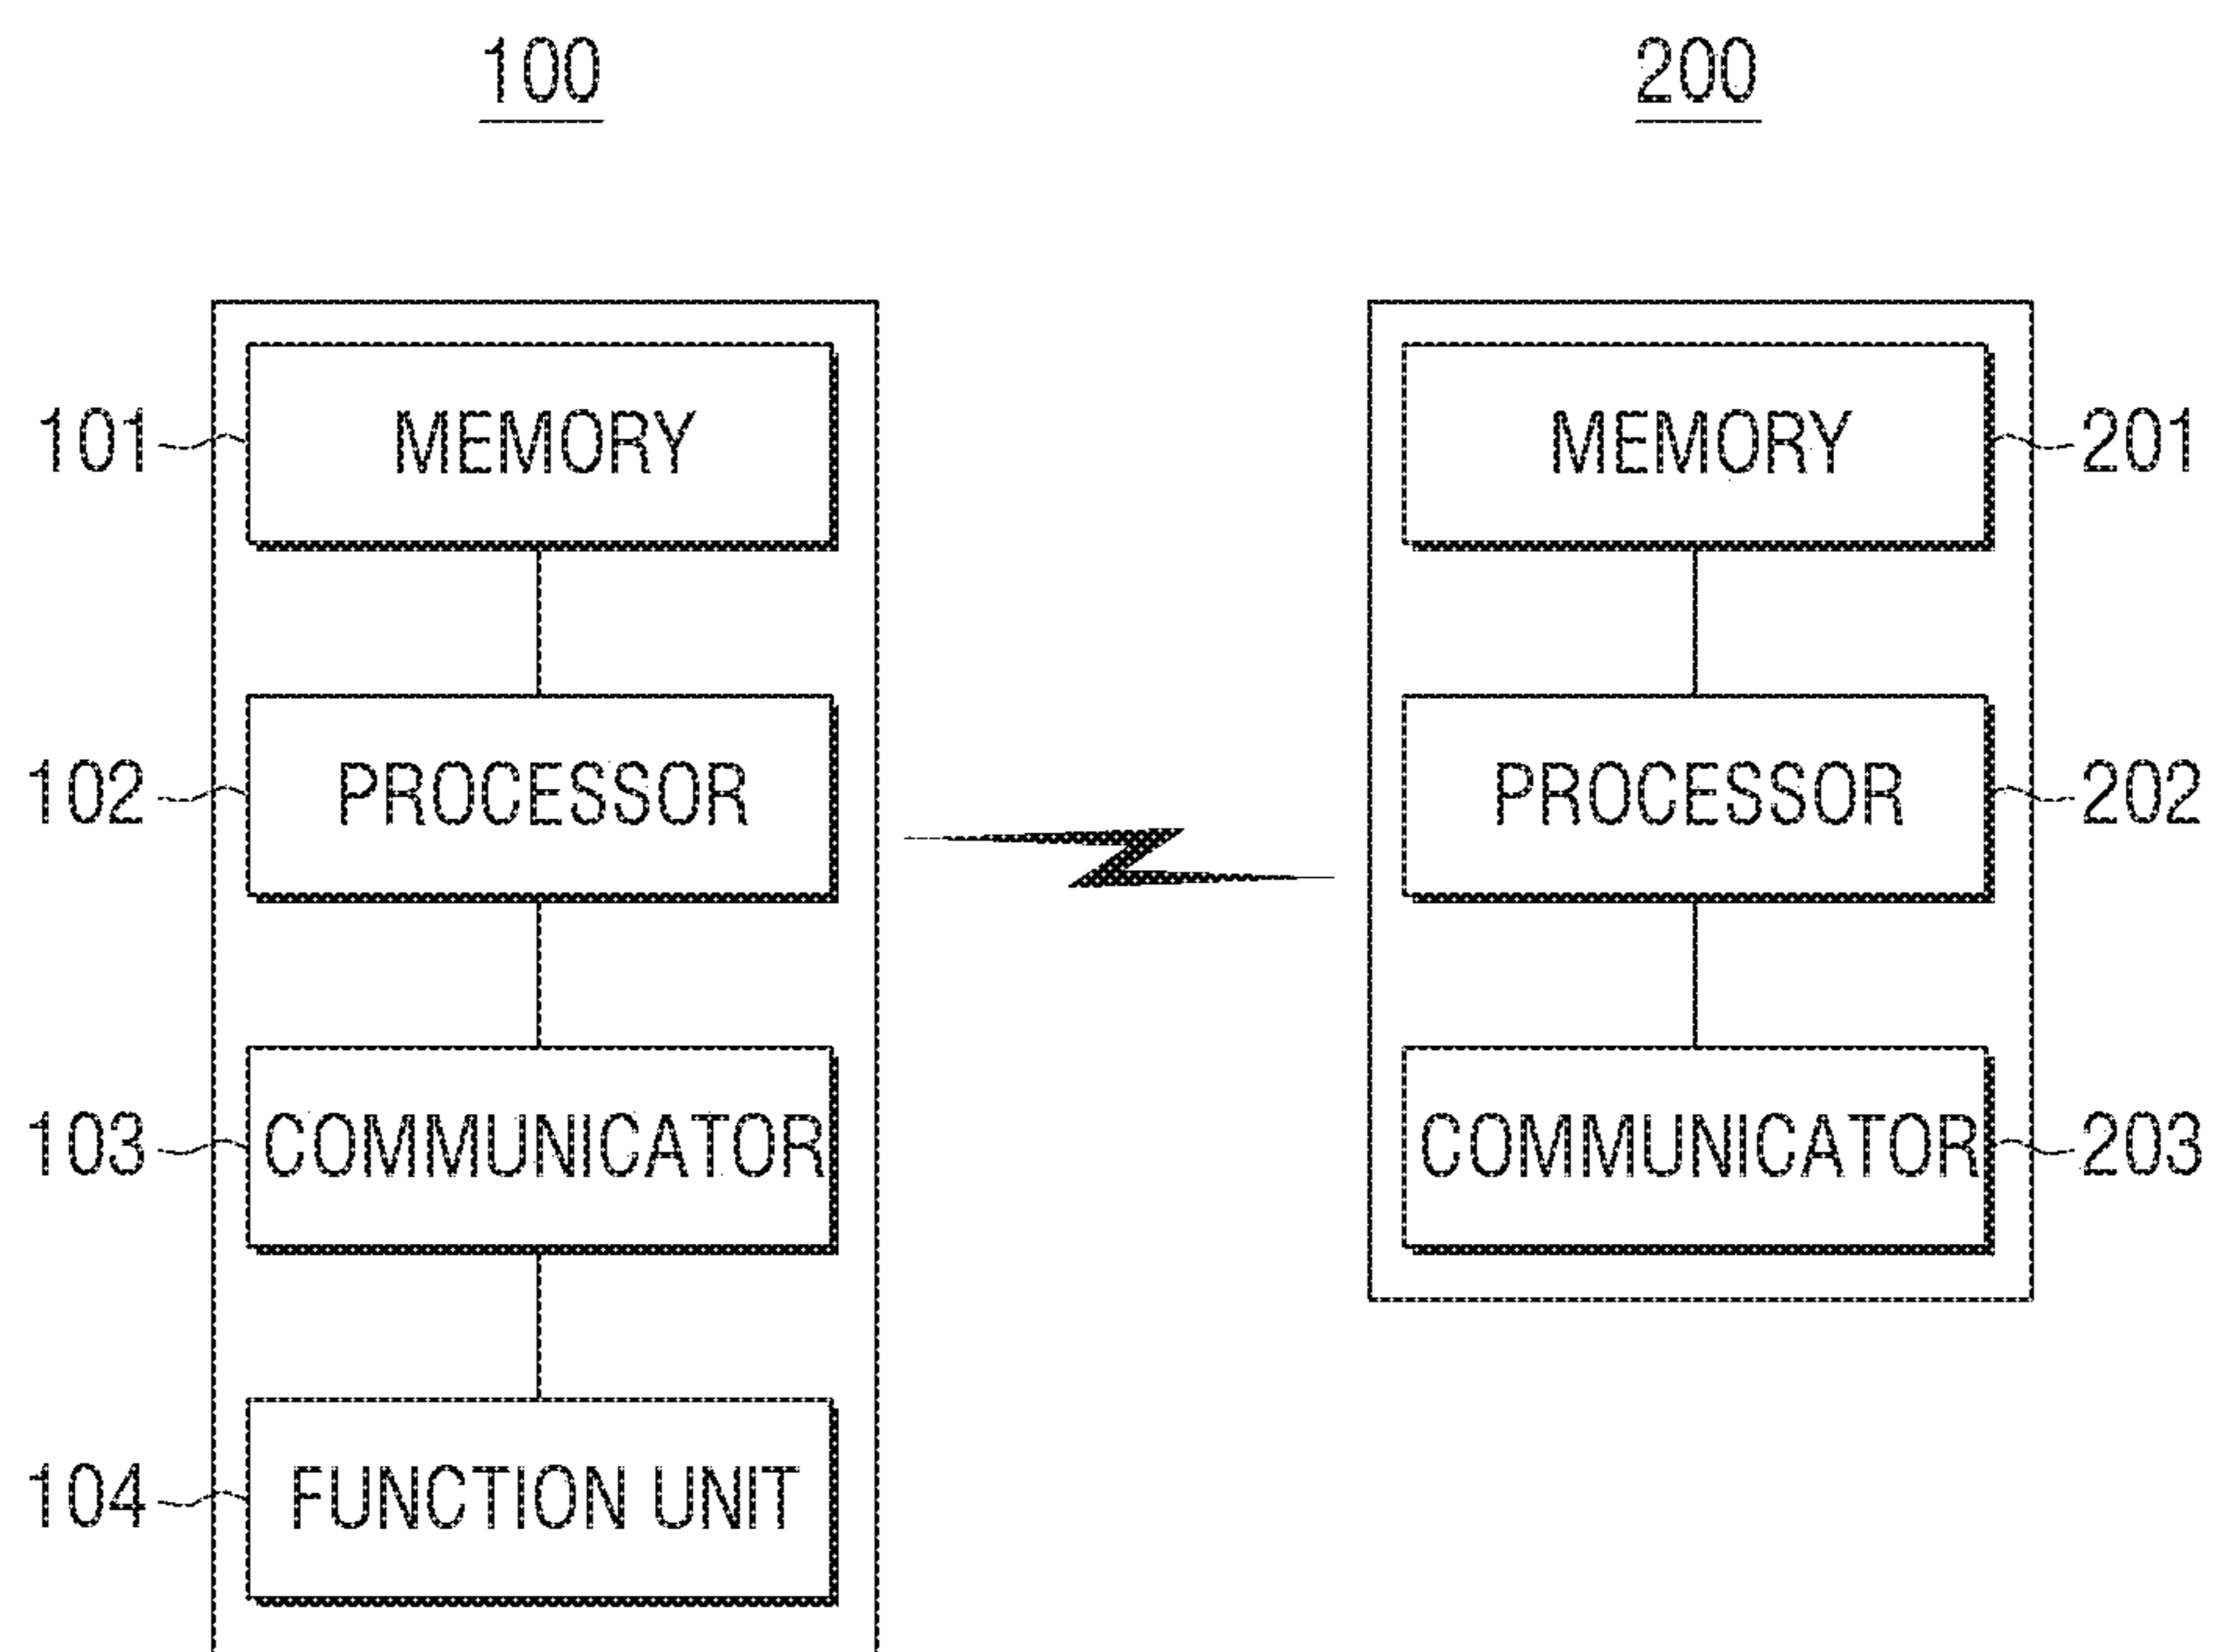 100 200
101 MEMORY MEMORY 201
102 PROCESSOR PROCESSOR 202
103 COMMUNICATOR COMMUNICATOR 203
104 FUNCTION UNIT